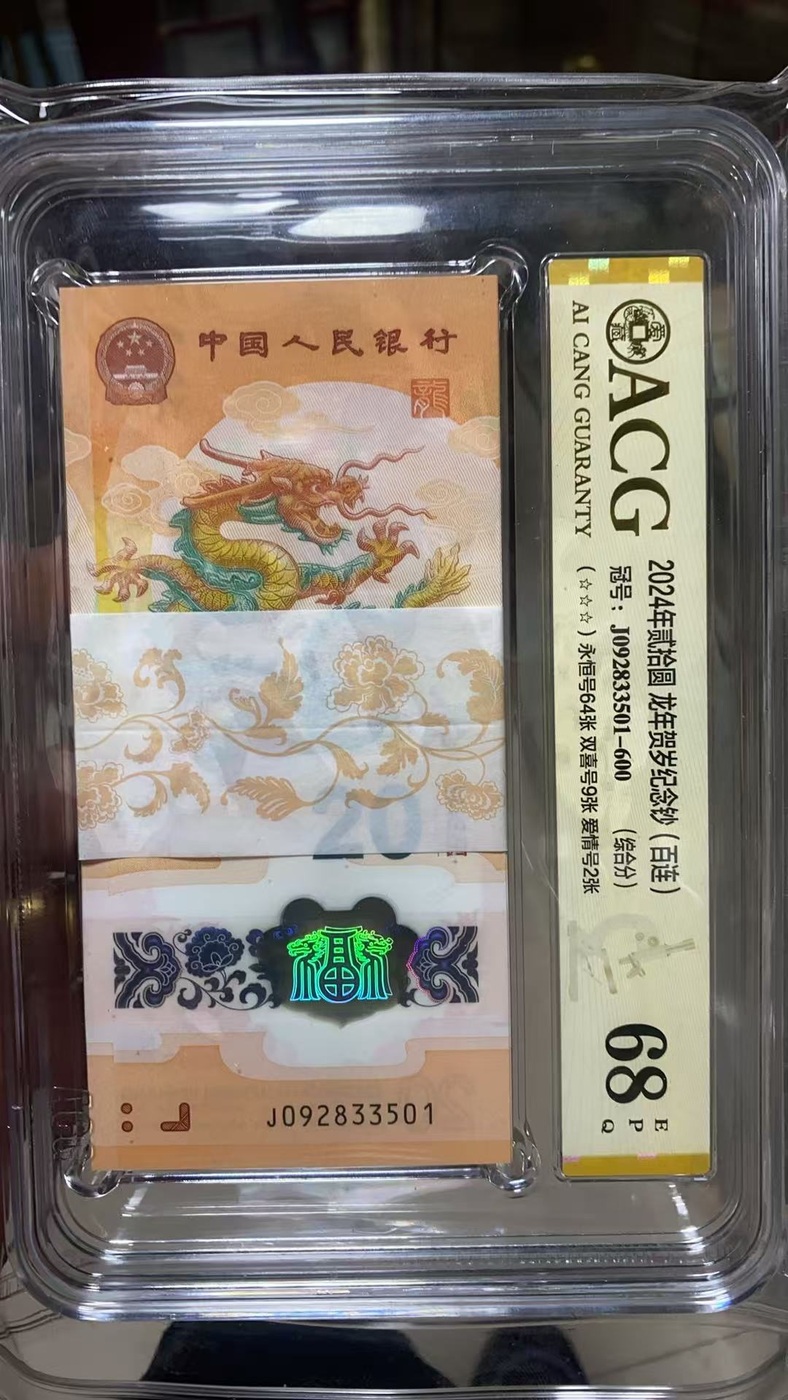 中国人民银行
龍
20
福
J092833501
ACG
AI CANG GUARANTY
2024年贰拾圆 龙年贺岁纪念钞（百连）
冠号：J092833501-600 （综合分）
（☆☆☆）永恒号64张 双喜号9张 爱情号2张
68
E
P
Q